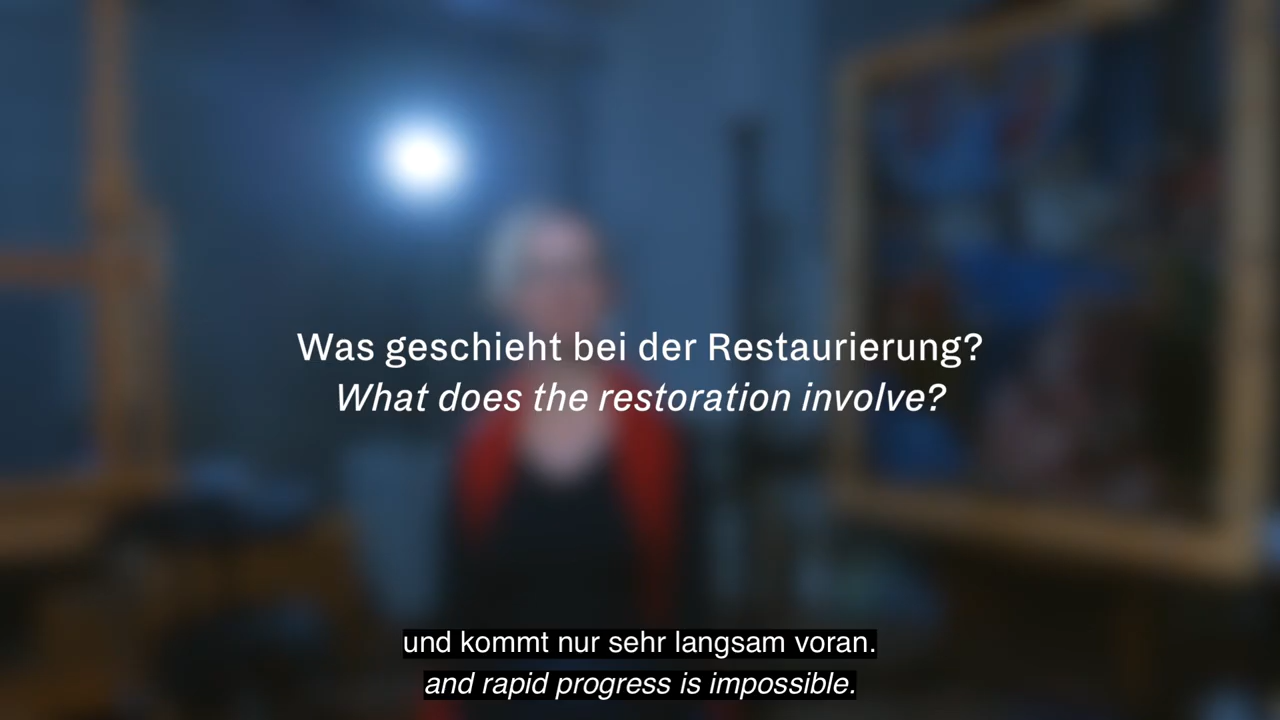 Was geschieht bei der Restaurierung?
What does the restoration involve?
und kommt nur sehr langsam voran.
and rapid progress is impossible.